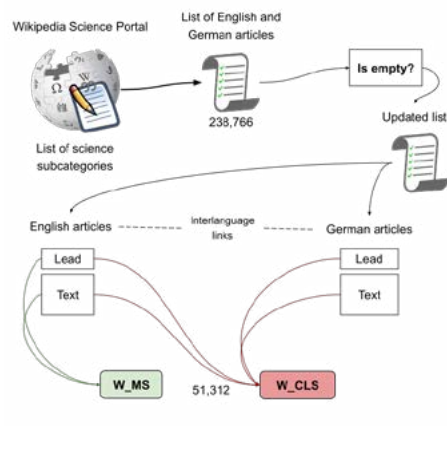 Wikipedia Science Portal
List of English and
German articles
Is empty?
238,766
Updated list
List of science
subcategories
English articles
Interlanguage
links
German articles
Lead
Lead
Text
Text
W_MS
51,312
W_CLS